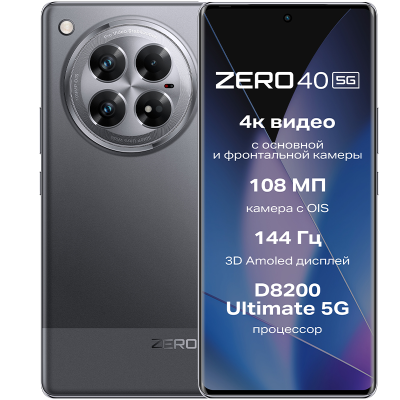 ZERO 40 5G
4к видео
с основной
и фронтальной камеры
108 МП
камера с OIS
144 Гц
3D Amoled дисплей
D8200
Ultimate 5G
процессор
ZERO